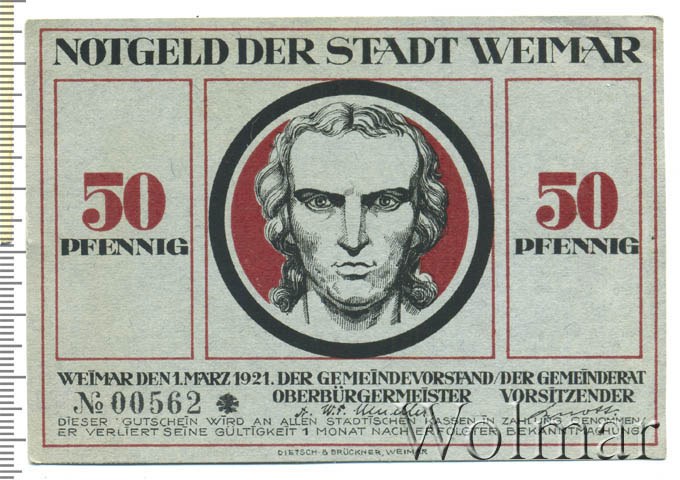 NOTGELD DER STADT WEIMAR
50
PFENNIG
50
PFENNIG
WEIMAR DEN 1. MÄRZ 1921. DER GEMEINDEVORSTAND / DER GEMEINDERAT
OBERBÜRGERMEISTER VORSITZENDER
№ 00562
DIESER GUTSCHEIN WIRD AN ALLEN STÄDTISCHEN KASSEN IN ZAHLUNG GENOMMEN
ER VERLIERT SEINE GÜLTIGKEIT 1 MONAT NACH ERFOLGTER BEKANNTMACHUNG.
DIETSCH & BRÜCKNER, WEIMAR
Wolmar